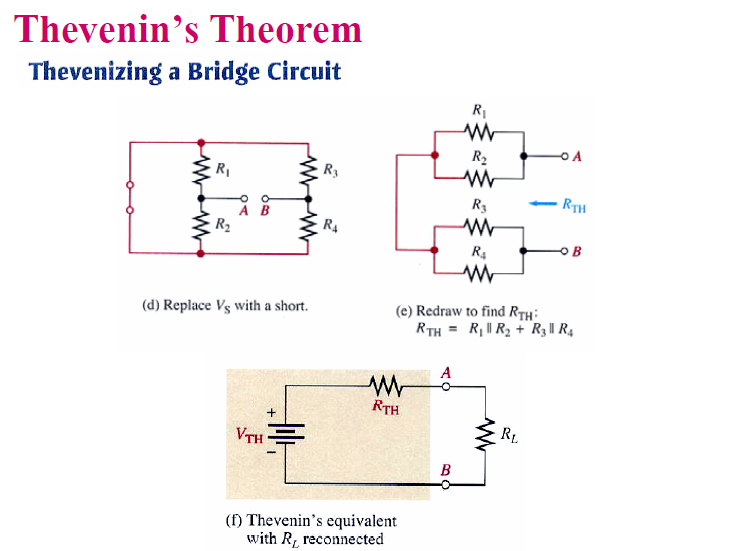 Thevenin's Theorem
Thevenizing a Bridge Circuit
R1
R3
A B
R2
R4
(d) Replace VS with a short.
R1
R2
A
R3
RTH
R4
B
(e) Redraw to find RTH:
RTH = R1 || R2 + R3 || R4
A
RTH
+
VTH
−
RL
B
(f) Thevenin's equivalent
with RL reconnected